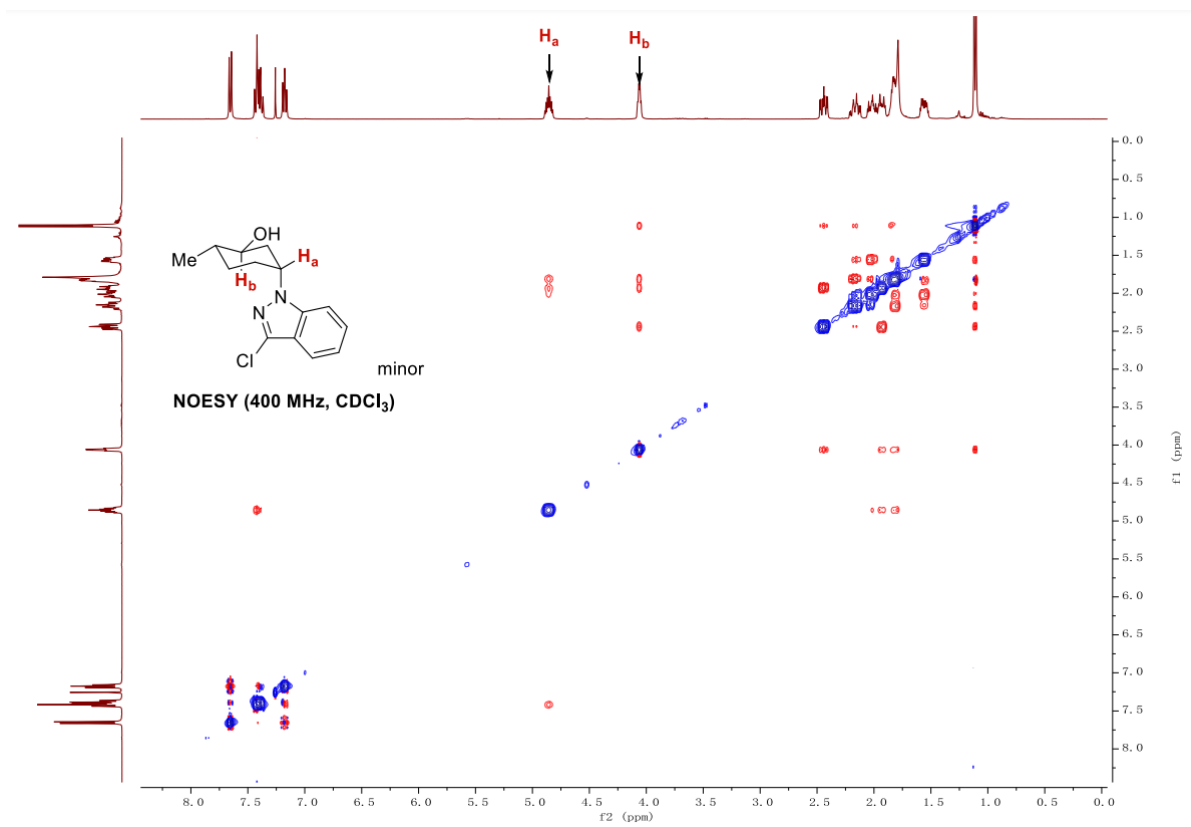 Ha
Hb
OH
Me
Ha
Hb
N
N
Cl
minor
NOESY (400 MHz, CDCl₃)
0.0
0.5
1.0
1.5
2.0
2.5
3.0
3.5
4.0
4.5
5.0
5.5
6.0
6.5
7.0
7.5
8.0
f1 (ppm)
8.0 7.5 7.0 6.5 6.0 5.5 5.0 4.5 4.0 3.5 3.0 2.5 2.0 1.5 1.0 0.5 0.0
f2 (ppm)